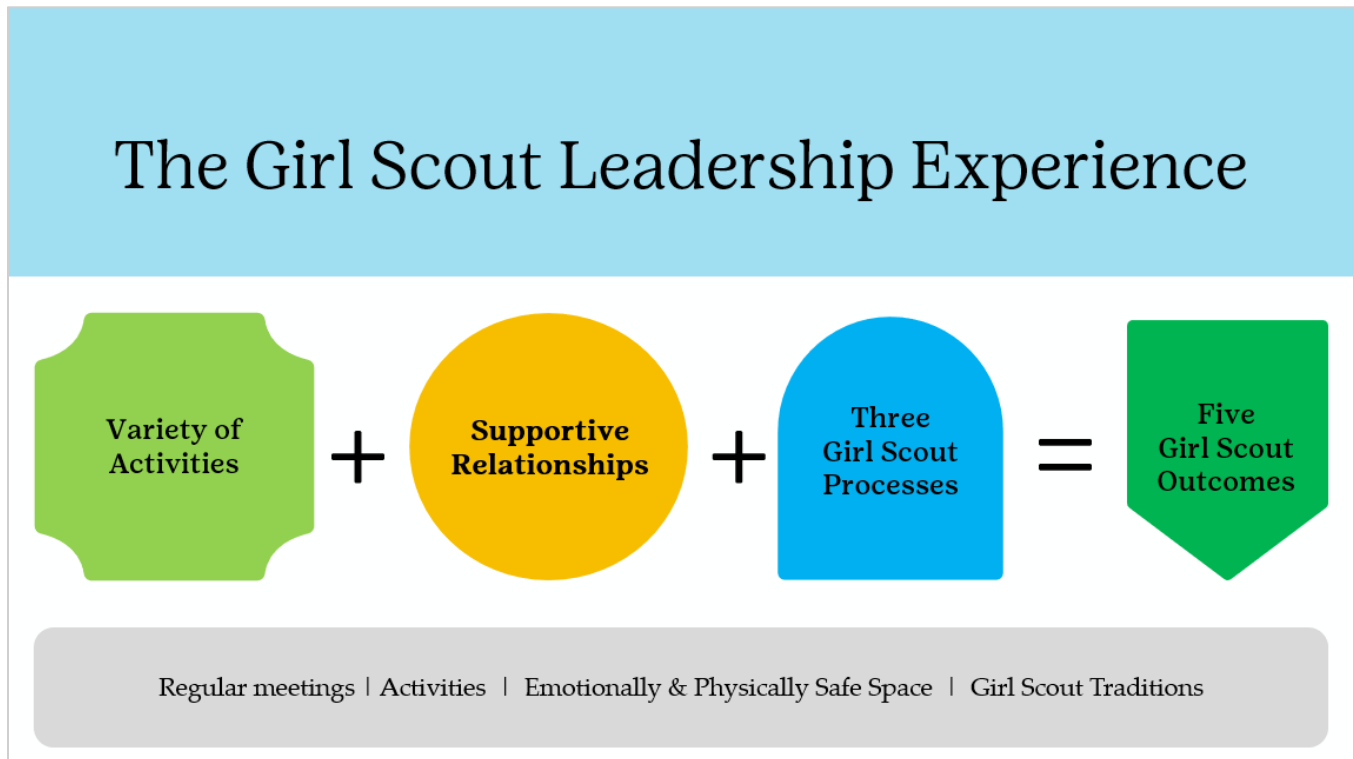 The Girl Scout Leadership Experience
Variety of
Activities
+
Supportive
Relationships
+
Three
Girl Scout
Processes
=
Five
Girl Scout
Outcomes
Regular meetings | Activities | Emotionally & Physically Safe Space | Girl Scout Traditions